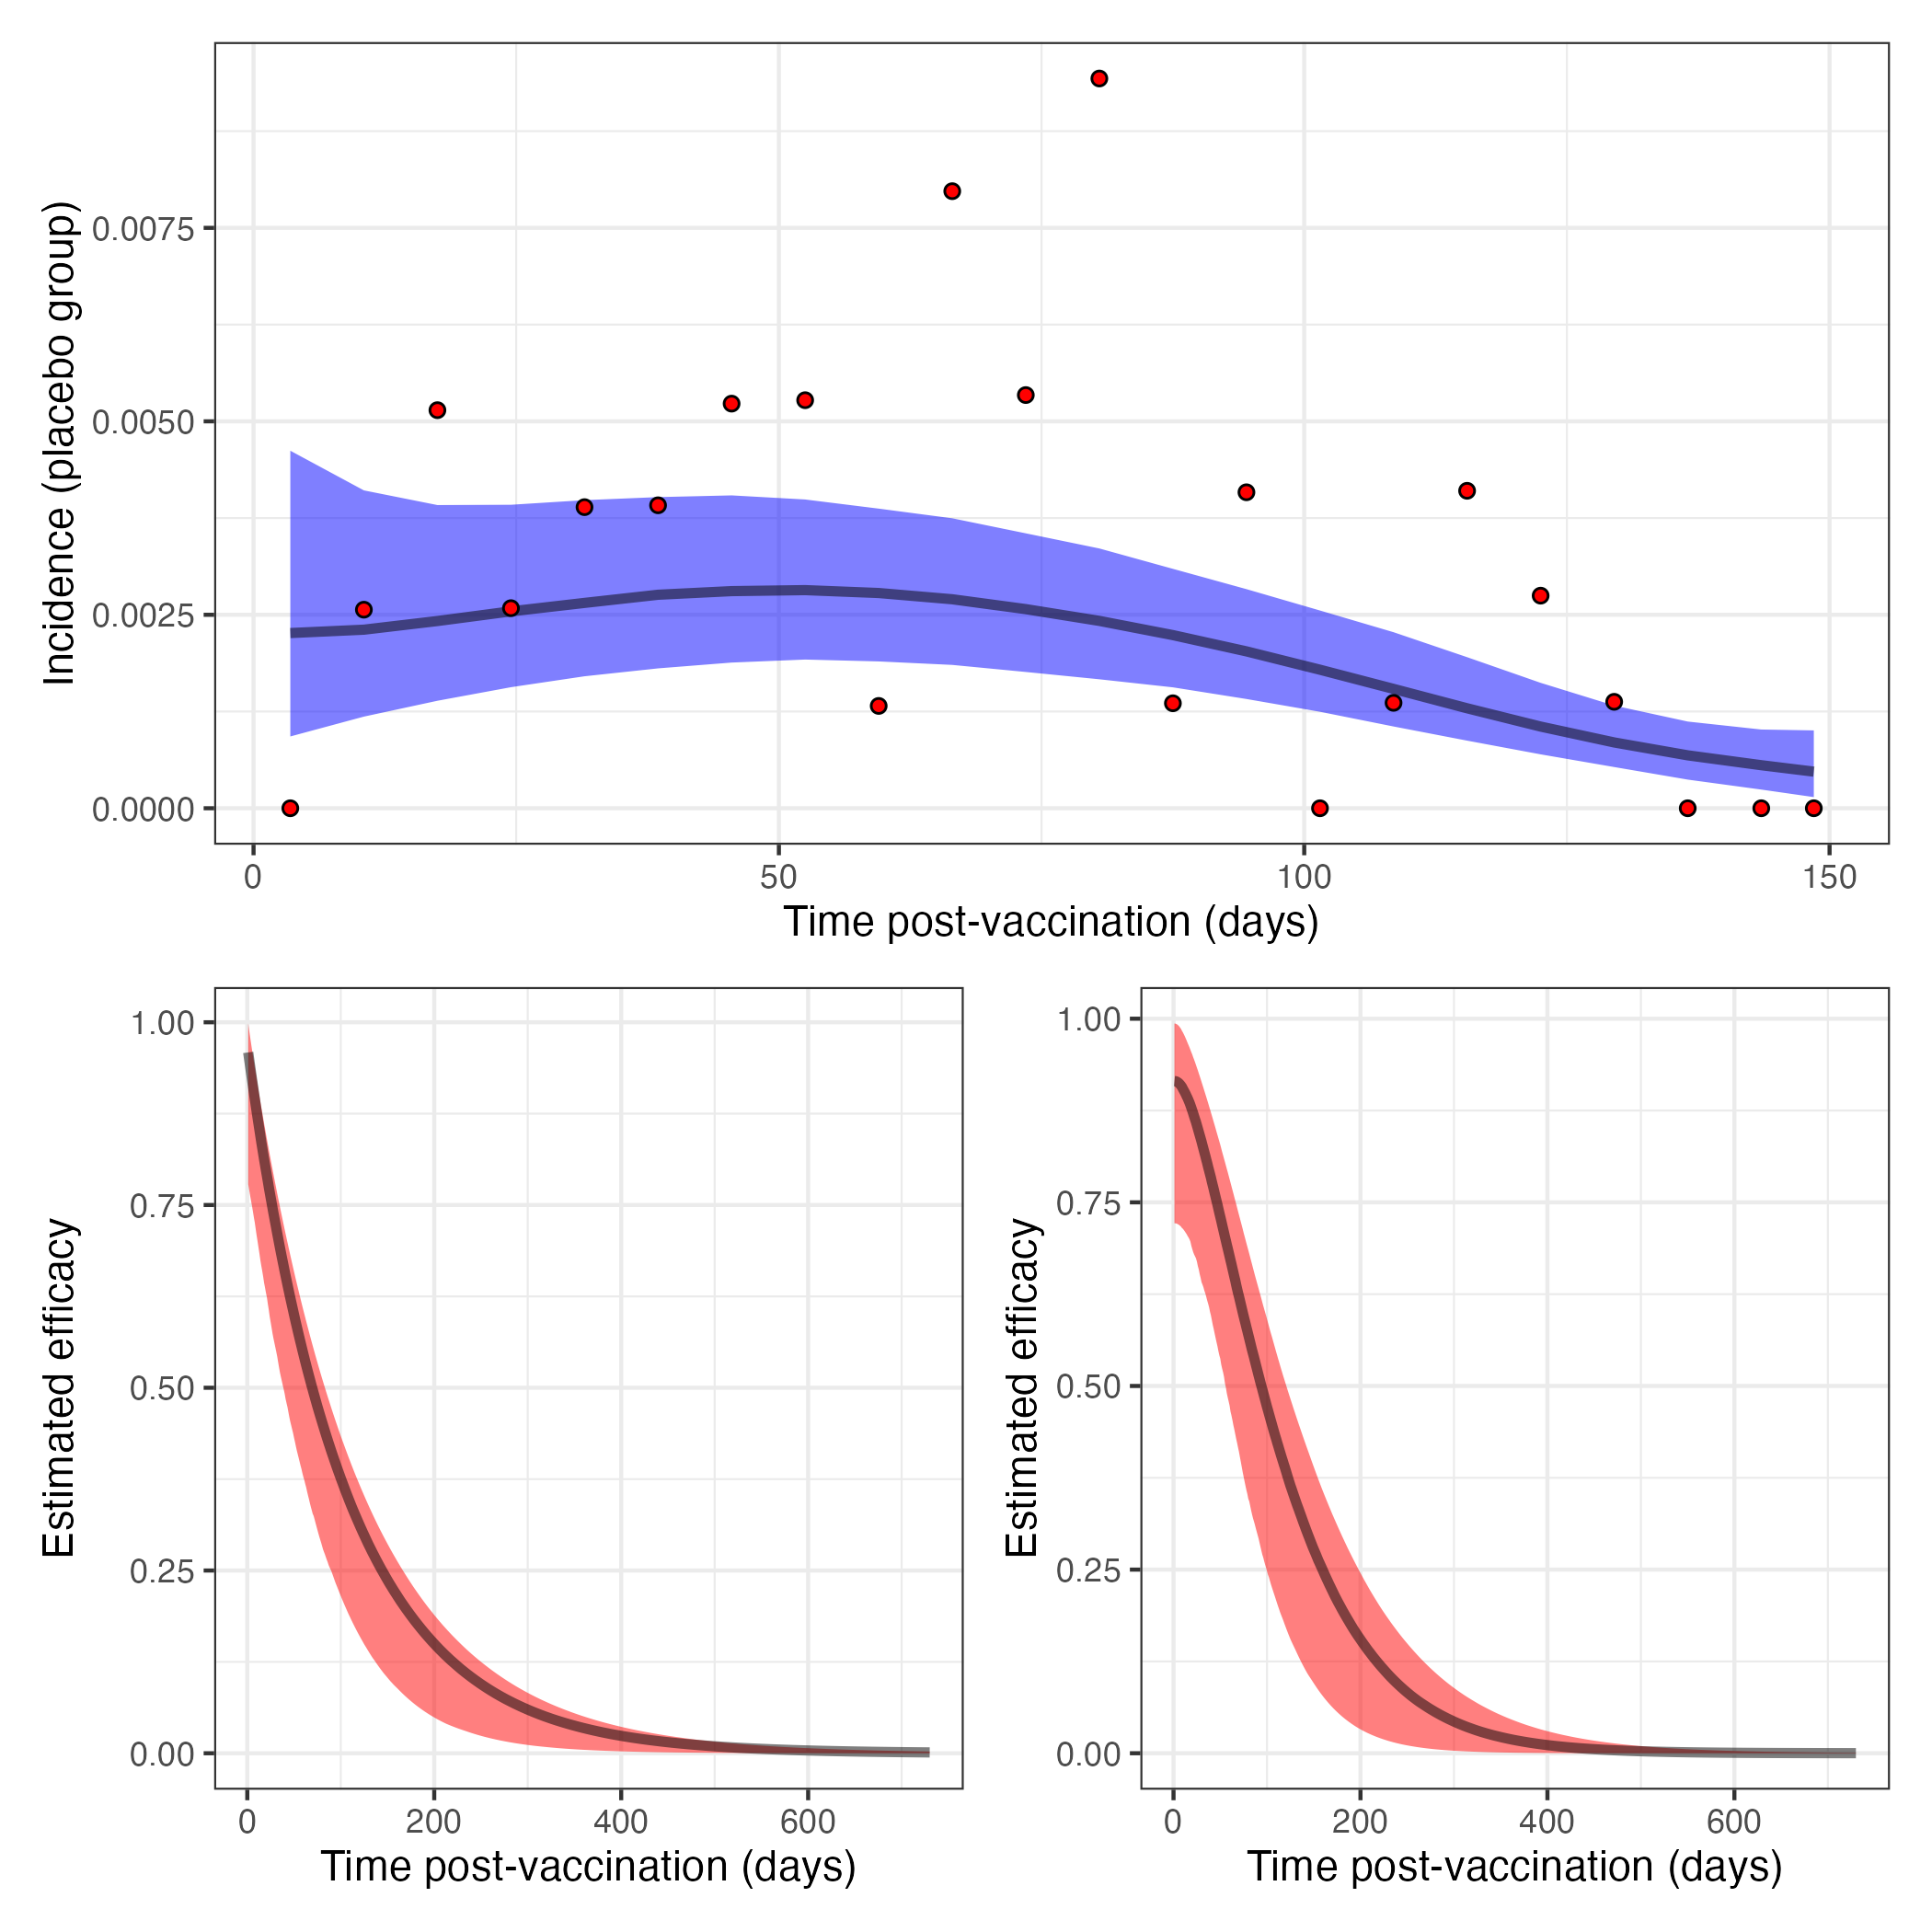 Incidence (placebo group)
0.0075
0.0050
0.0025
0.0000
0 50 100 150
Time post-vaccination (days)
Estimated efficacy
1.00
0.75
0.50
0.25
0.00
0 200 400 600
Time post-vaccination (days)
Estimated efficacy
1.00
0.75
0.50
0.25
0.00
0 200 400 600
Time post-vaccination (days)